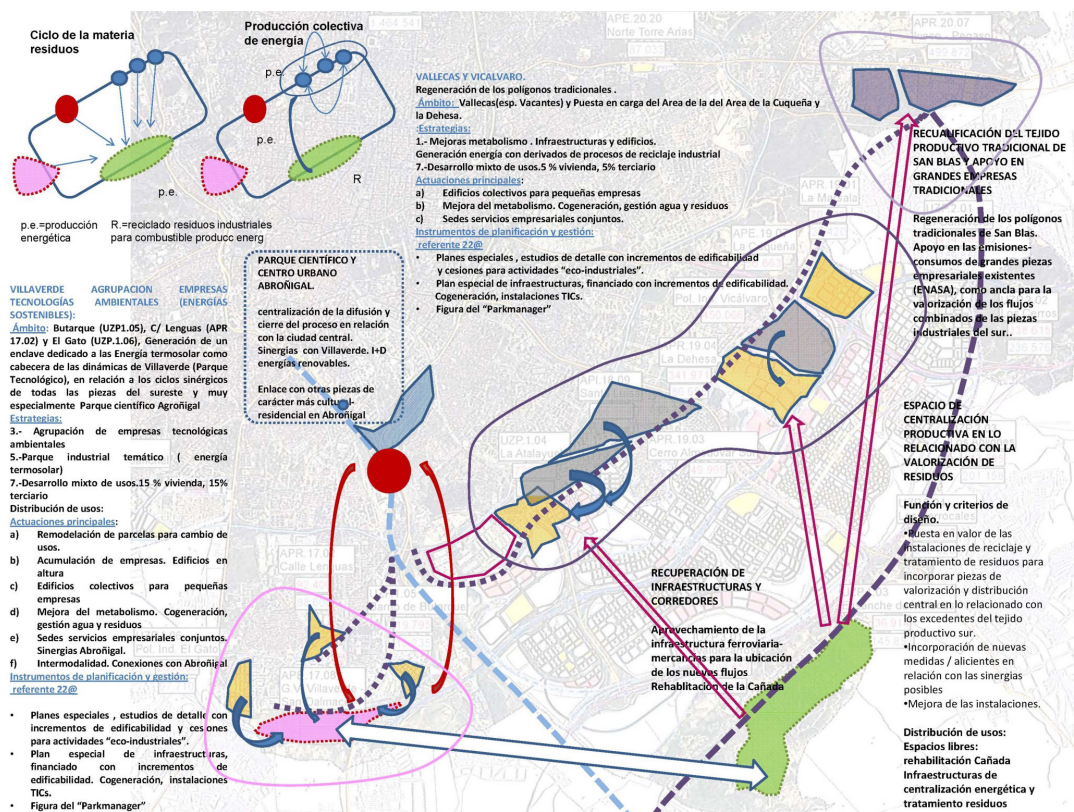 Ciclo de la materia
residuos
Producción colectiva
de energía
p.e.
p.e.
p.e.
p.e.
R
p.e.=producción
energética
R.=reciclado residuos industriales
para combustible producc energ
VALLECAS Y VICALVARO.
Regeneración de los polígonos tradicionales .
Ámbito: Vallecas(esp. Vacantes) y Puesta en carga del Area de la del Area de la Cuqueña y
la Dehesa.
:Estrategias:
1.- Mejoras metabolismo . Infraestructuras y edificios.
Generación energía con derivados de procesos de reciclaje industrial
7.-Desarrollo mixto de usos.5 % vivienda, 5% terciario
Actuaciones principales:
a) Edificios colectivos para pequeñas empresas
b) Mejora del metabolismo. Cogeneración, gestión agua y residuos
c) Sedes servicios empresariales conjuntos.
Instrumentos de planificación y gestión:
referente 22@
• Planes especiales , estudios de detalle con incrementos de edificabilidad
y cesiones para actividades "eco-industriales".
• Plan especial de infraestructuras, financiado con incrementos de edificabilidad.
Cogeneración, instalaciones TICs.
• Figura del "Parkmanager"
PARQUE CIENTÍFICO Y
CENTRO URBANO
ABROÑIGAL.
centralización de la difusión y
cierre del proceso en relación
con la ciudad central.
Sinergias con Villaverde. I+D
energías renovables.
Enlace con otras piezas de
carácter más cultural-
residencial en Abroñigal
VILLAVERDE AGRUPACIÓN EMPRESAS
TECNOLOGÍAS AMBIENTALES (ENERGÍAS
SOSTENIBLES):
Ámbito: Butarque (UZP1.05), C/ Lenguas (APR
17.02) y El Gato (UZP.1.06), Generación de un
enclave dedicado a las Energía termosolar como
cabecera de las dinámicas de Villaverde (Parque
Tecnológico), en relación a los ciclos sinérgicos
de todas las piezas del sureste y muy
especialmente Parque científico Agroñigal
Estrategias:
3.- Agrupación de empresas tecnológicas
ambientales
5.-Parque industrial temático ( energía
termosolar)
7.-Desarrollo mixto de usos.15 % vivienda, 15%
terciario
Distribución de usos:
Actuaciones principales:
a) Remodelación de parcelas para cambio de
usos.
b) Acumulación de empresas. Edificios en
altura
c) Edificios colectivos para pequeñas
empresas
d) Mejora del metabolismo. Cogeneración,
gestión agua y residuos
e) Sedes servicios empresariales conjuntos.
Sinergias Abroñigal.
f) Intermodalidad. Conexiones con Abroñigal
Instrumentos de planificación y gestión:
referente 22@
• Planes especiales , estudios de detalle con
incrementos de edificabilidad y cesiones
para actividades "eco-industriales".
• Plan especial de infraestructuras,
financiado con incrementos de
edificabilidad. Cogeneración, instalaciones
TICs.
• Figura del "Parkmanager"
RECUALIFICACIÓN DEL TEJIDO
PRODUCTIVO TRADICIONAL DE
SAN BLAS Y APOYO EN
GRANDES EMPRESAS
TRADICIONALES
Regeneración de los polígonos
tradicionales de San Blas.
Apoyo en las emisiones-
consumos de grandes piezas
empresariales existentes
(ENASA), como ancla para la
valorización de los flujos
combinados de las piezas
industriales del sur..
ESPACIO DE
CENTRALIZACIÓN
PRODUCTIVA EN LO
RELACIONADO CON LA
VALORIZACIÓN DE
RESIDUOS
Función y criterios de
diseño.
•Puesta en valor de las
instalaciones de reciclaje y
tratamiento de residuos para
incorporar piezas de
valorización y distribución
central en lo relacionado con
los excedentes del tejido
productivo sur.
•Incorporación de nuevas
medidas / alicientes en
relación con las sinergias
posibles
•Mejora de las instalaciones.
Distribución de usos:
Espacios libres:
rehabilitación Cañada
Infraestructuras de
centralización energética y
tratamiento residuos
RECUPERACIÓN DE
INFRAESTRUCTURAS Y
CORREDORES
Aprovechamiento de la
infraestructura ferroviaria-
mercancías para la ubicación
de los nuevos flujos
Rehablitación de la Cañada
APE.20.20
Norte Torre Arias
APR.20.07
Pol. Ind. Vicálvaro
La Dehesa
UZP.1.04
La Atalayuela
APR.19.03
APR.17.02
Calle Lenguas
Pol. Ind. El Gato